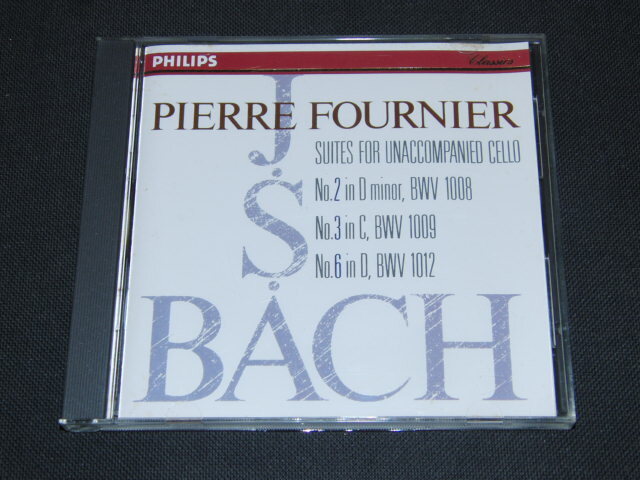 PHILIPS Classics
PIERRE FOURNIER
SUITES FOR UNACCOMPANIED CELLO
No.2 in D minor, BWV 1008
No.3 in C, BWV 1009
No.6 in D, BWV 1012
J.
S.
BACH